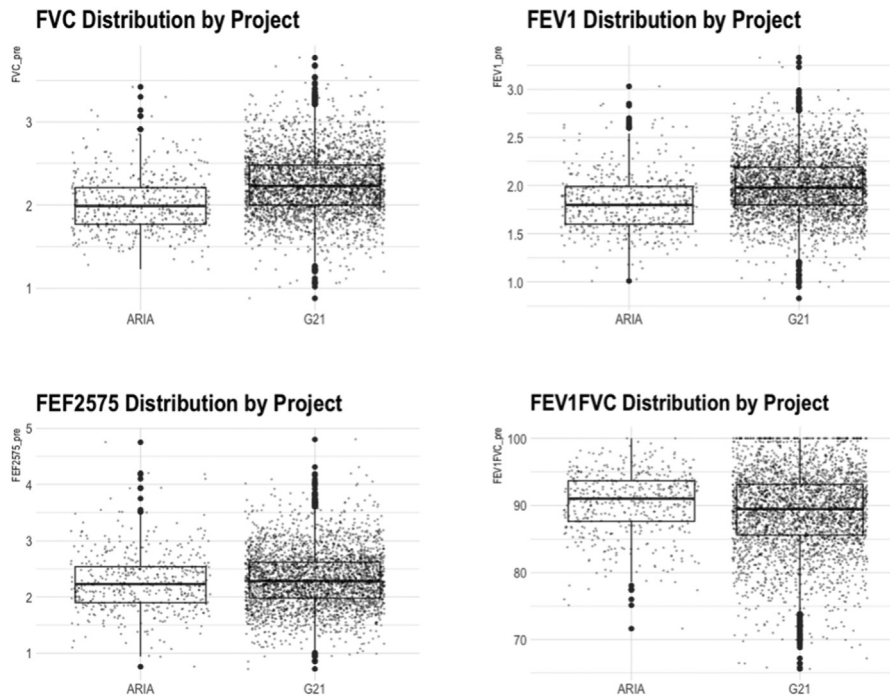 FVC Distribution by Project
FVC_pre
3
2
1
ARIA
G21
FEV1 Distribution by Project
FEV1_pre
3.0
2.5
2.0
1.5
1.0
ARIA
G21
FEF2575 Distribution by Project
FEF2575_pre
5
4
3
2
1
ARIA
G21
FEV1FVC Distribution by Project
FEV1FVC_pre
100
90
80
70
ARIA
G21